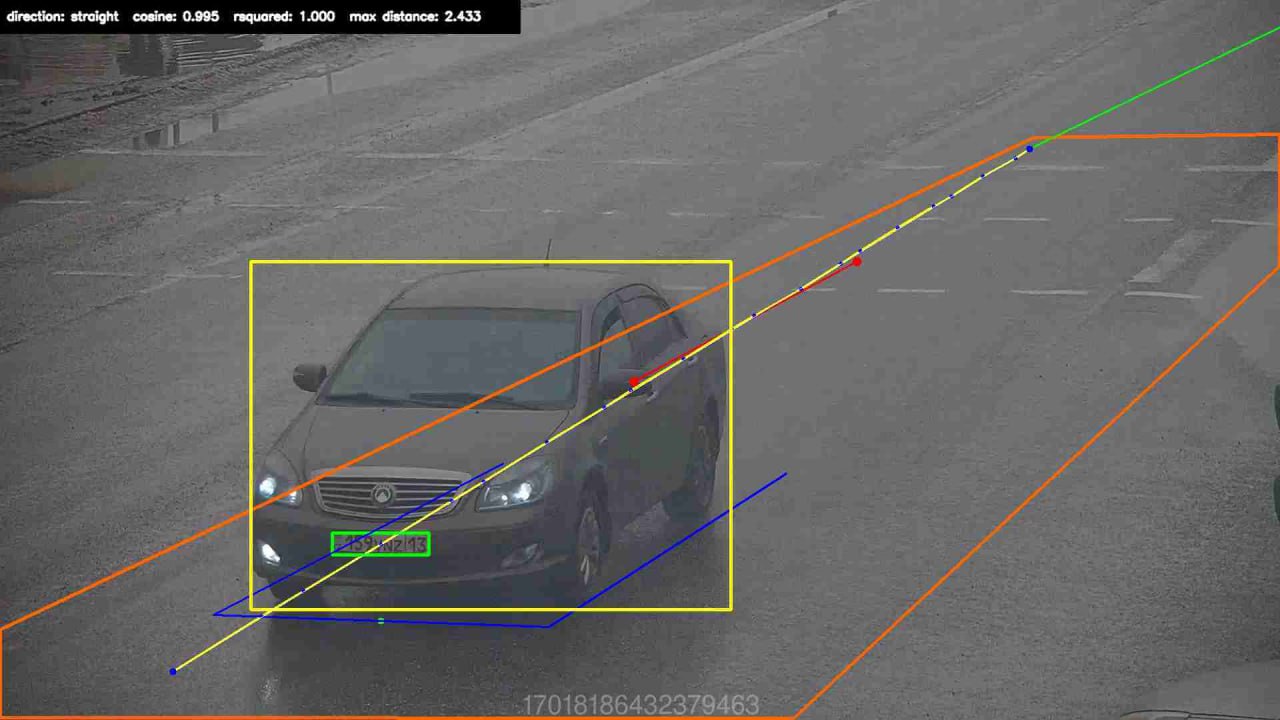 direction: straight cosine: 0.995 rsquared: 1.000 max distance: 2.433
17018186432379463